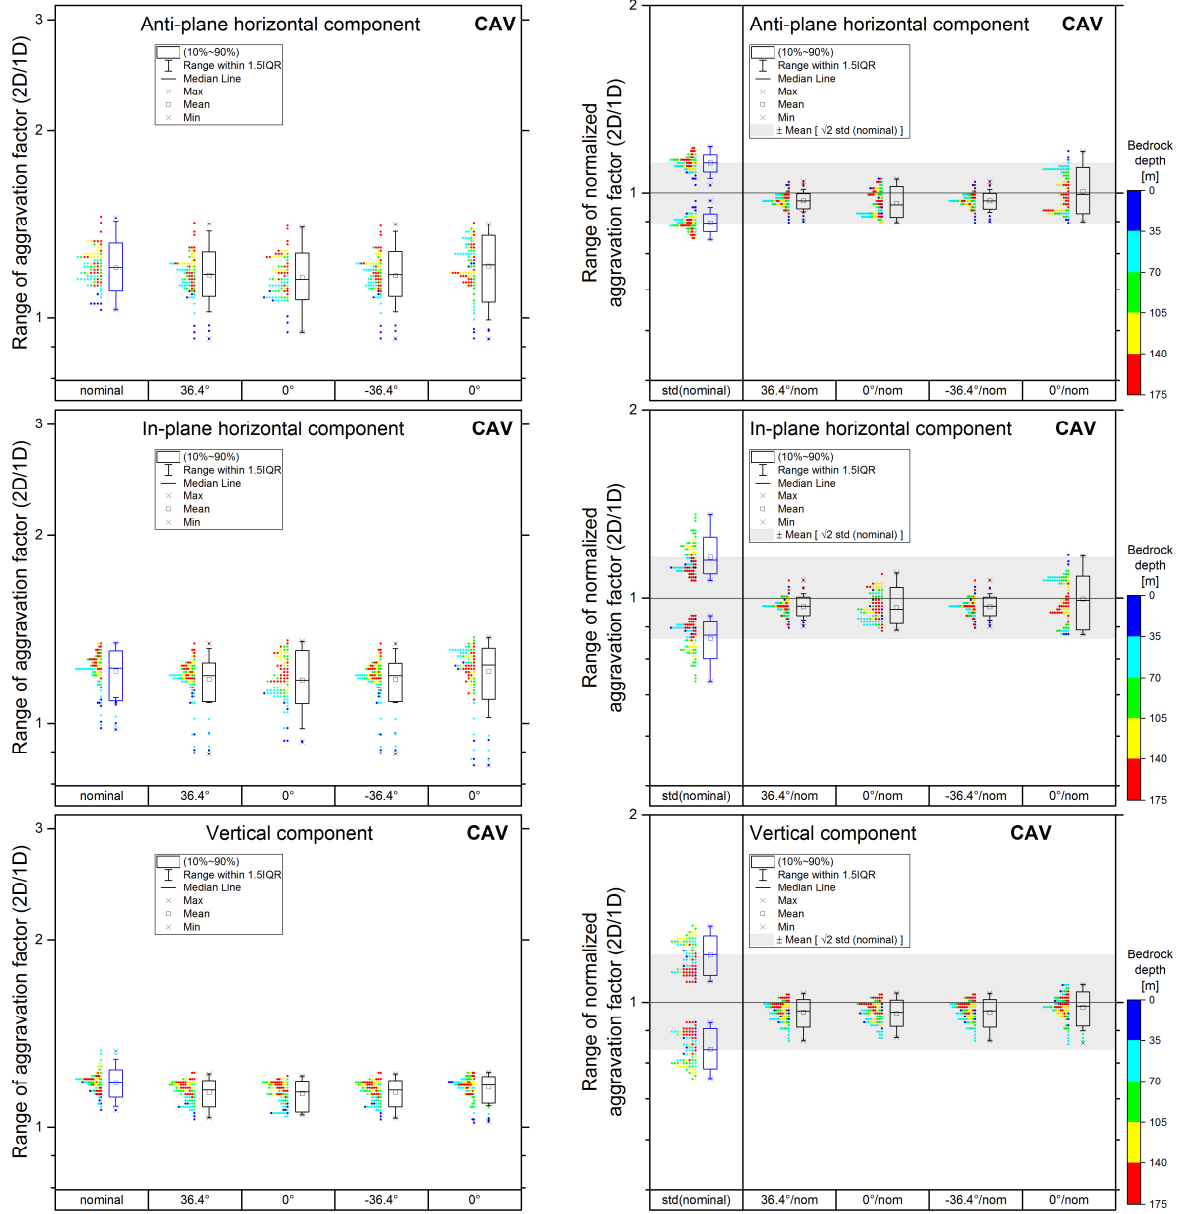 Anti-plane horizontal component CAV
Range of aggravation factor (2D/1D)
3
2
1
(10%~90%)
Range within 1.5IQR
Median Line
Max
Mean
Min
nominal 36.4° 0° -36.4° 0°
Anti-plane horizontal component CAV
Range of normalized
aggravation factor (2D/1D)
2
1
(10%~90%)
Range within 1.5IQR
Median Line
Max
Mean
Min
± Mean [ √2 std (nominal) ]
std(nominal) 36.4°/nom 0°/nom -36.4°/nom 0°/nom
Bedrock
depth
[m]
0
35
70
105
140
175
In-plane horizontal component CAV
Range of aggravation factor (2D/1D)
3
2
1
(10%~90%)
Range within 1.5IQR
Median Line
Max
Mean
Min
nominal 36.4° 0° -36.4° 0°
In-plane horizontal component CAV
Range of normalized
aggravation factor (2D/1D)
2
1
(10%~90%)
Range within 1.5IQR
Median Line
Max
Mean
Min
± Mean [ √2 std (nominal) ]
std(nominal) 36.4°/nom 0°/nom -36.4°/nom 0°/nom
Bedrock
depth
[m]
0
35
70
105
140
175
Vertical component CAV
Range of aggravation factor (2D/1D)
3
2
1
(10%~90%)
Range within 1.5IQR
Median Line
Max
Mean
Min
nominal 36.4° 0° -36.4° 0°
Vertical component CAV
Range of normalized
aggravation factor (2D/1D)
2
1
(10%~90%)
Range within 1.5IQR
Median Line
Max
Mean
Min
± Mean [ √2 std (nominal) ]
std(nominal) 36.4°/nom 0°/nom -36.4°/nom 0°/nom
Bedrock
depth
[m]
0
35
70
105
140
175